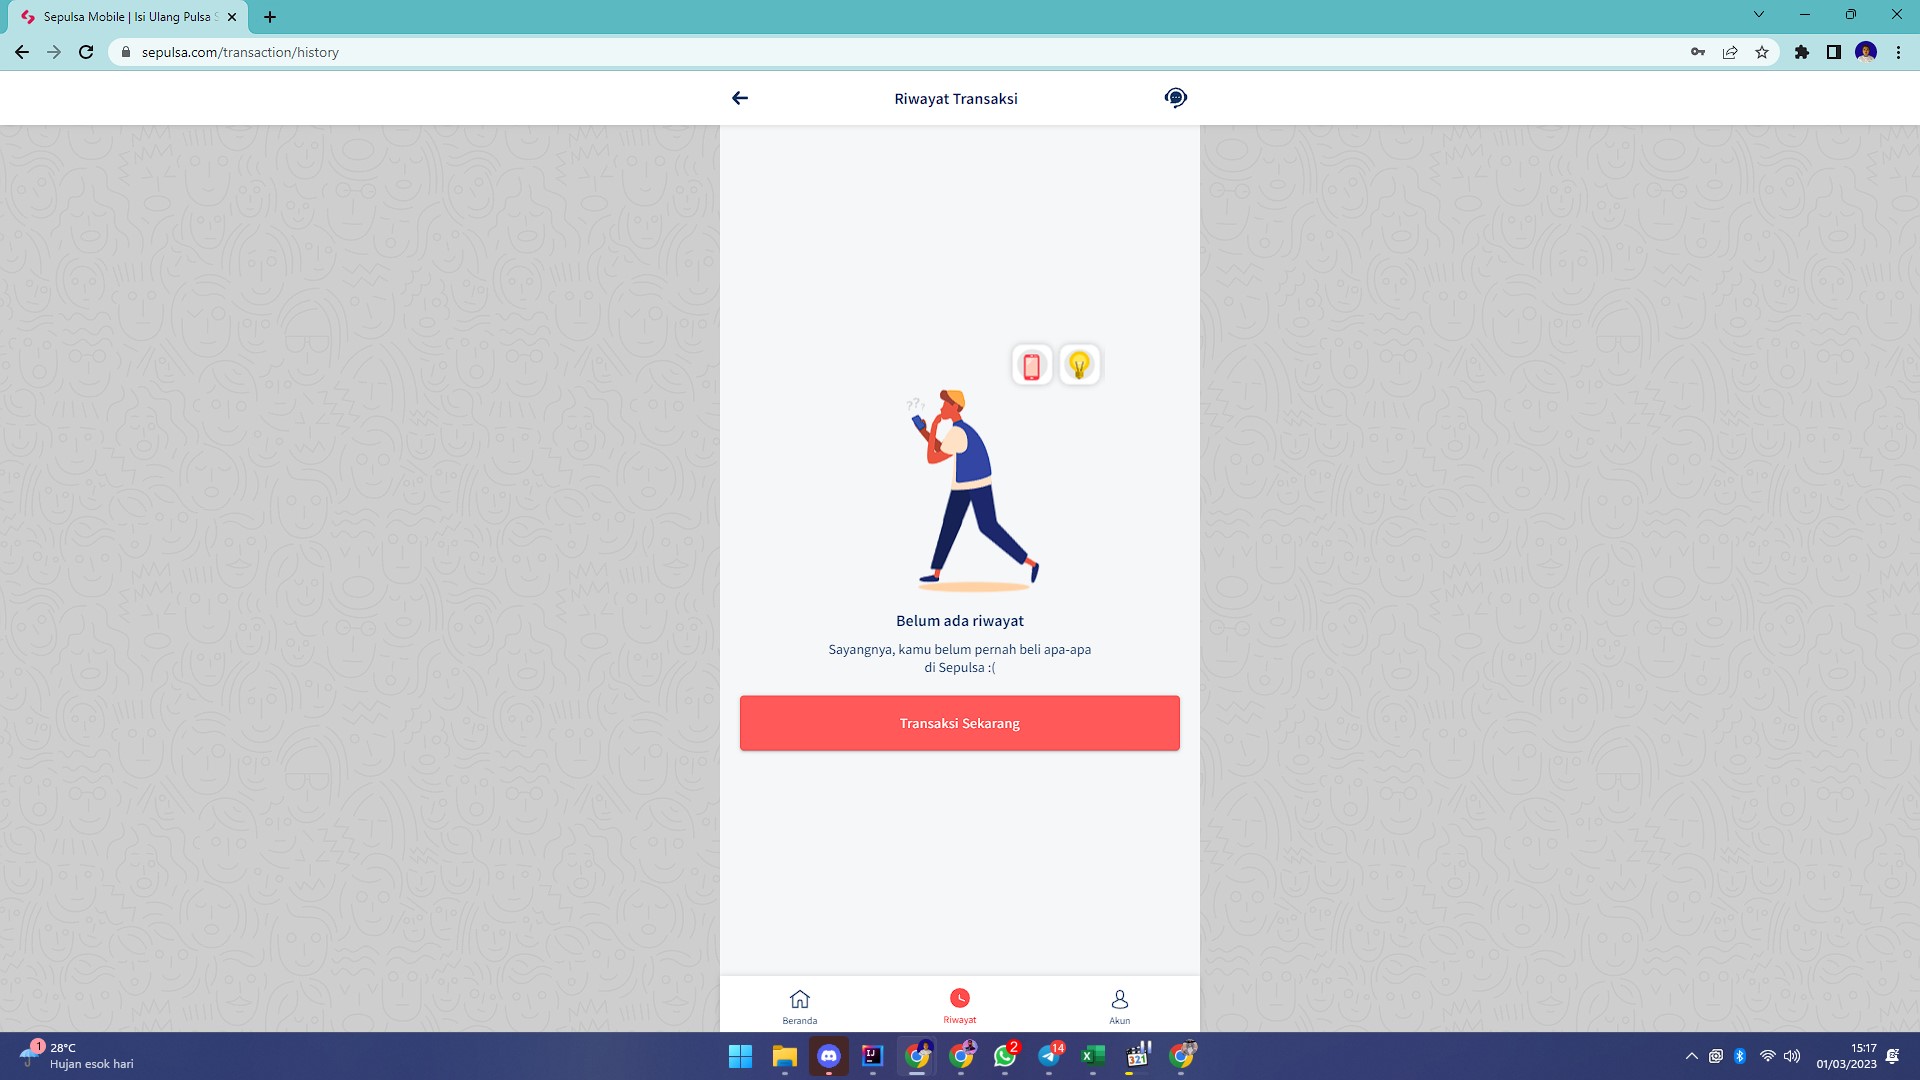 Sepulsa Mobile | Isi Ulang Pulsa
sepulsa.com/transaction/history
Riwayat Transaksi
???
Belum ada riwayat
Sayangnya, kamu belum pernah beli apa-apa
di Sepulsa :(
Transaksi Sekarang
Beranda
Riwayat
Akun
1
28°C
Hujan esok hari
IJ
2
14
X
321
15:17
01/03/2023